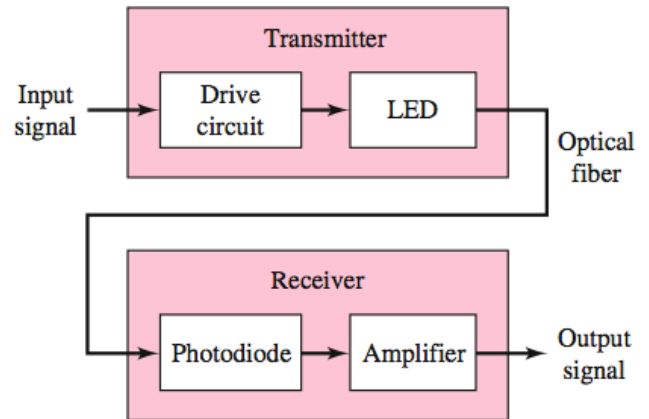 Transmitter
Input
signal
Drive
circuit
LED
Optical
fiber
Receiver
Photodiode
Amplifier
Output
signal